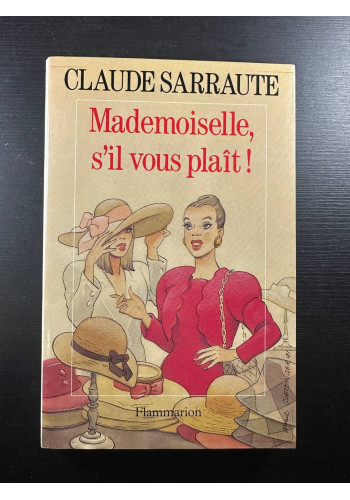 CLAUDE SARRAUTE
Mademoiselle,
s'il vous plaît !
Flammarion